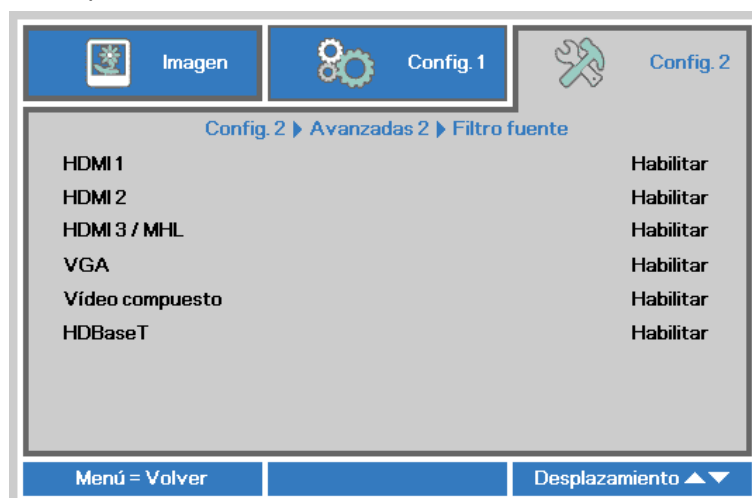 Imagen
Config. 1
Config. 2
Config. 2 ▶ Avanzadas 2 ▶ Filtro fuente
HDMI 1 Habilitar
HDMI 2 Habilitar
HDMI 3 / MHL Habilitar
VGA Habilitar
Vídeo compuesto Habilitar
HDBaseT Habilitar
Menú = Volver
Desplazamiento ▲▼